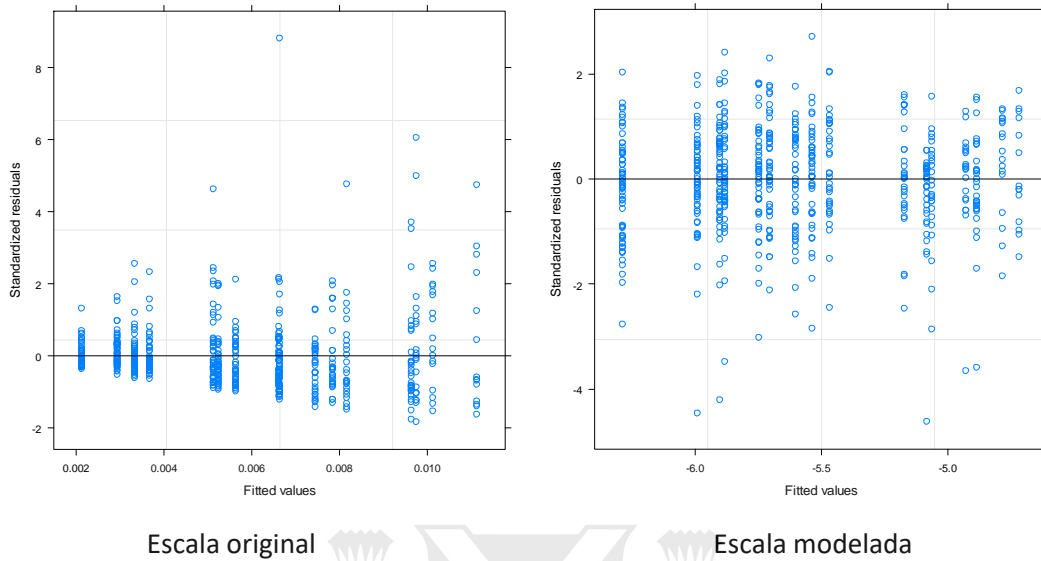 8
6
4
2
0
-2
Standardized residuals
0.002 0.004 0.006 0.008 0.010
Fitted values
2
0
-2
-4
Standardized residuals
-6.0 -5.5 -5.0
Fitted values
Escala original
Escala modelada